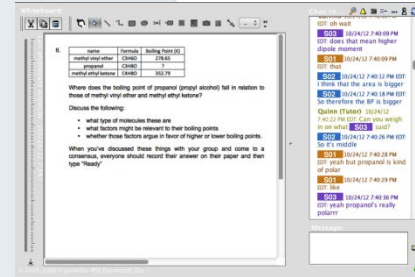 Whiteboard
6.
name Formula Boiling Point (K)
methyl vinyl ether C3H6O 278.65
propanol C3H8O ?
methyl ethyl ketone C4H8O 352.79
Where does the boiling point of propanol (propyl alcohol) fall in relation to
those of methyl vinyl ether and methyl ethyl ketone?
Discuss the following:
• what type of molecules these are
• what factors might be relevant to their boiling points
• whether those factors argue in favor of higher or lower boiling points.
When you've discussed these things with your group and come to a
consensus, everyone should record their answer on their paper and then
type "Ready"
EDT: oh wait
S03 10/24/12 7:40:09 PM
EDT: does that mean higher
dipole moment
S01 10/24/12 7:40:09 PM
EDT: that
S02 10/24/12 7:40:12 PM EDT:
I think that the area is bigger
S02 10/24/12 7:40:18 PM EDT:
So therefore the BP is bigger
Quinn (Tutor) 10/24/12
7:40:22 PM EDT: Can you weigh
in on what S03 said?
S02 10/24/12 7:40:26 PM EDT:
So it's middle
S01 10/24/12 7:40:28 PM
EDT: yeah but propanol is kind
of polar
S01 10/24/12 7:40:29 PM
EDT: like
S03 10/24/12 7:40:36 PM
EDT: yeah propanol's really
polarrr
Message: